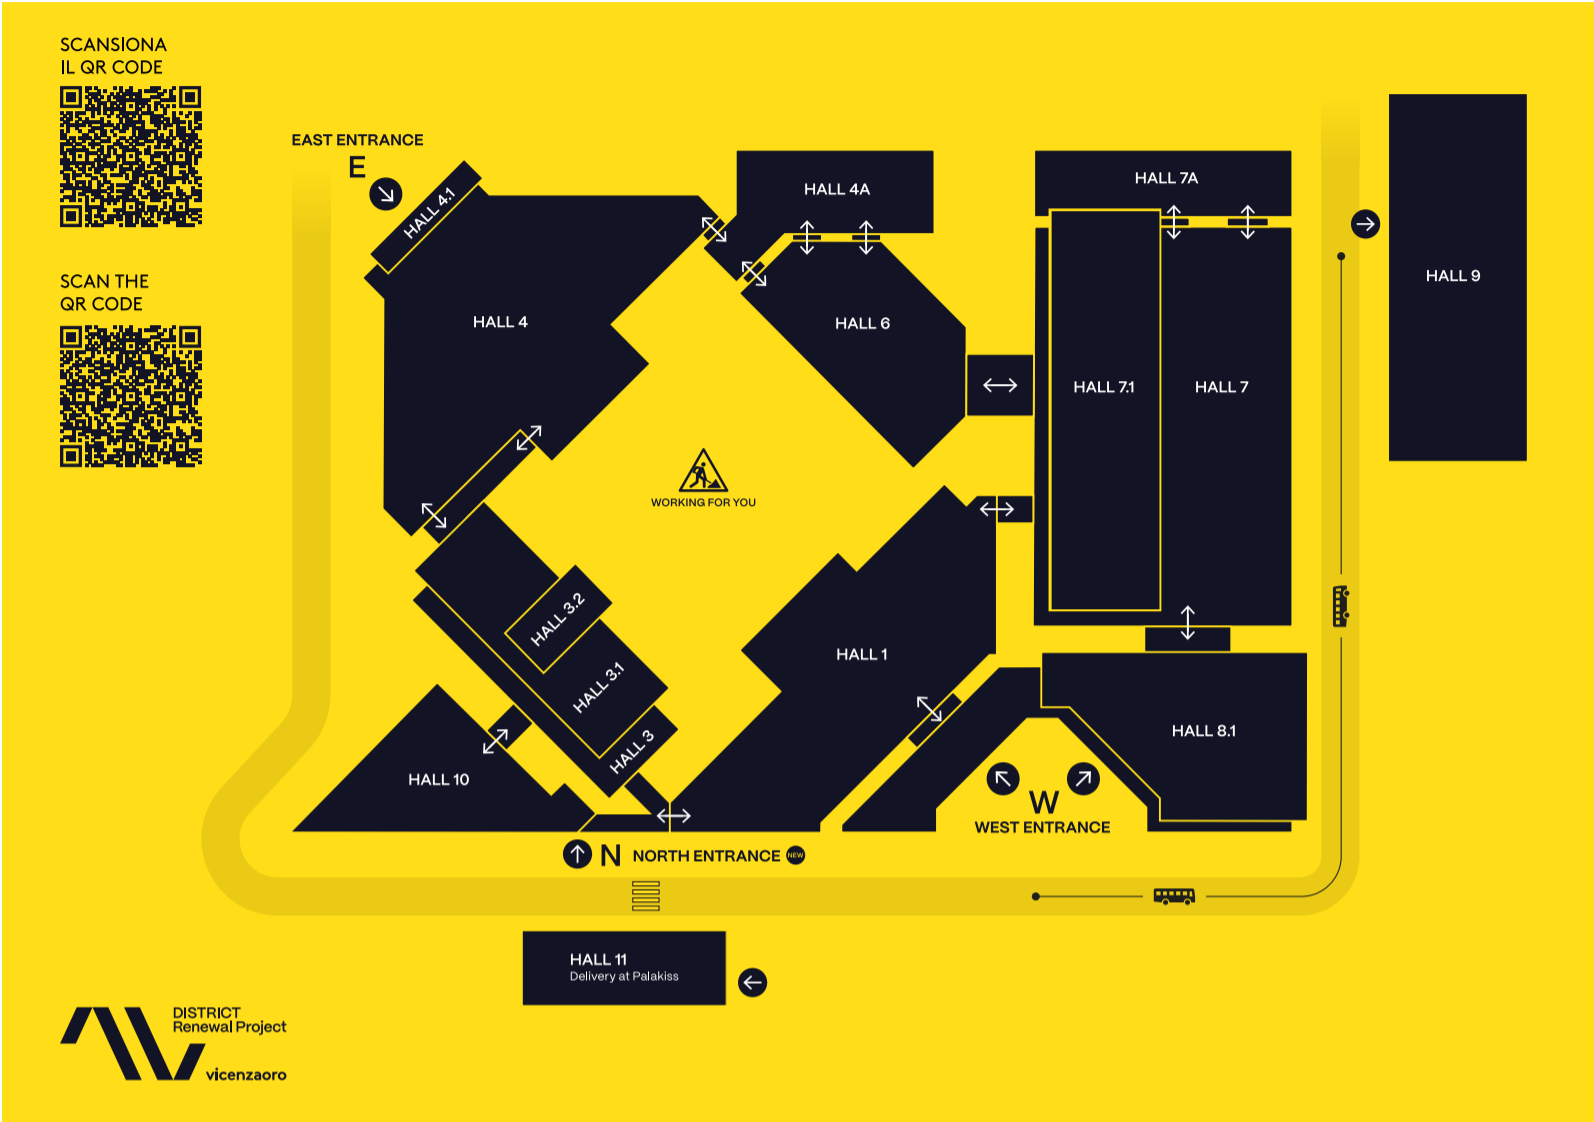 SCANSIONA
IL QR CODE
SCAN THE
QR CODE
EAST ENTRANCE
E
HALL 4.1
HALL 4A
HALL 7A
HALL 9
HALL 4
HALL 6
HALL 7.1
HALL 7
WORKING FOR YOU
HALL 3.2
HALL 3.1
HALL 3
HALL 1
HALL 8.1
HALL 10
W
WEST ENTRANCE
N NORTH ENTRANCE NEW
HALL 11
Delivery at Palakiss
DISTRICT
Renewal Project
vicenzaoro